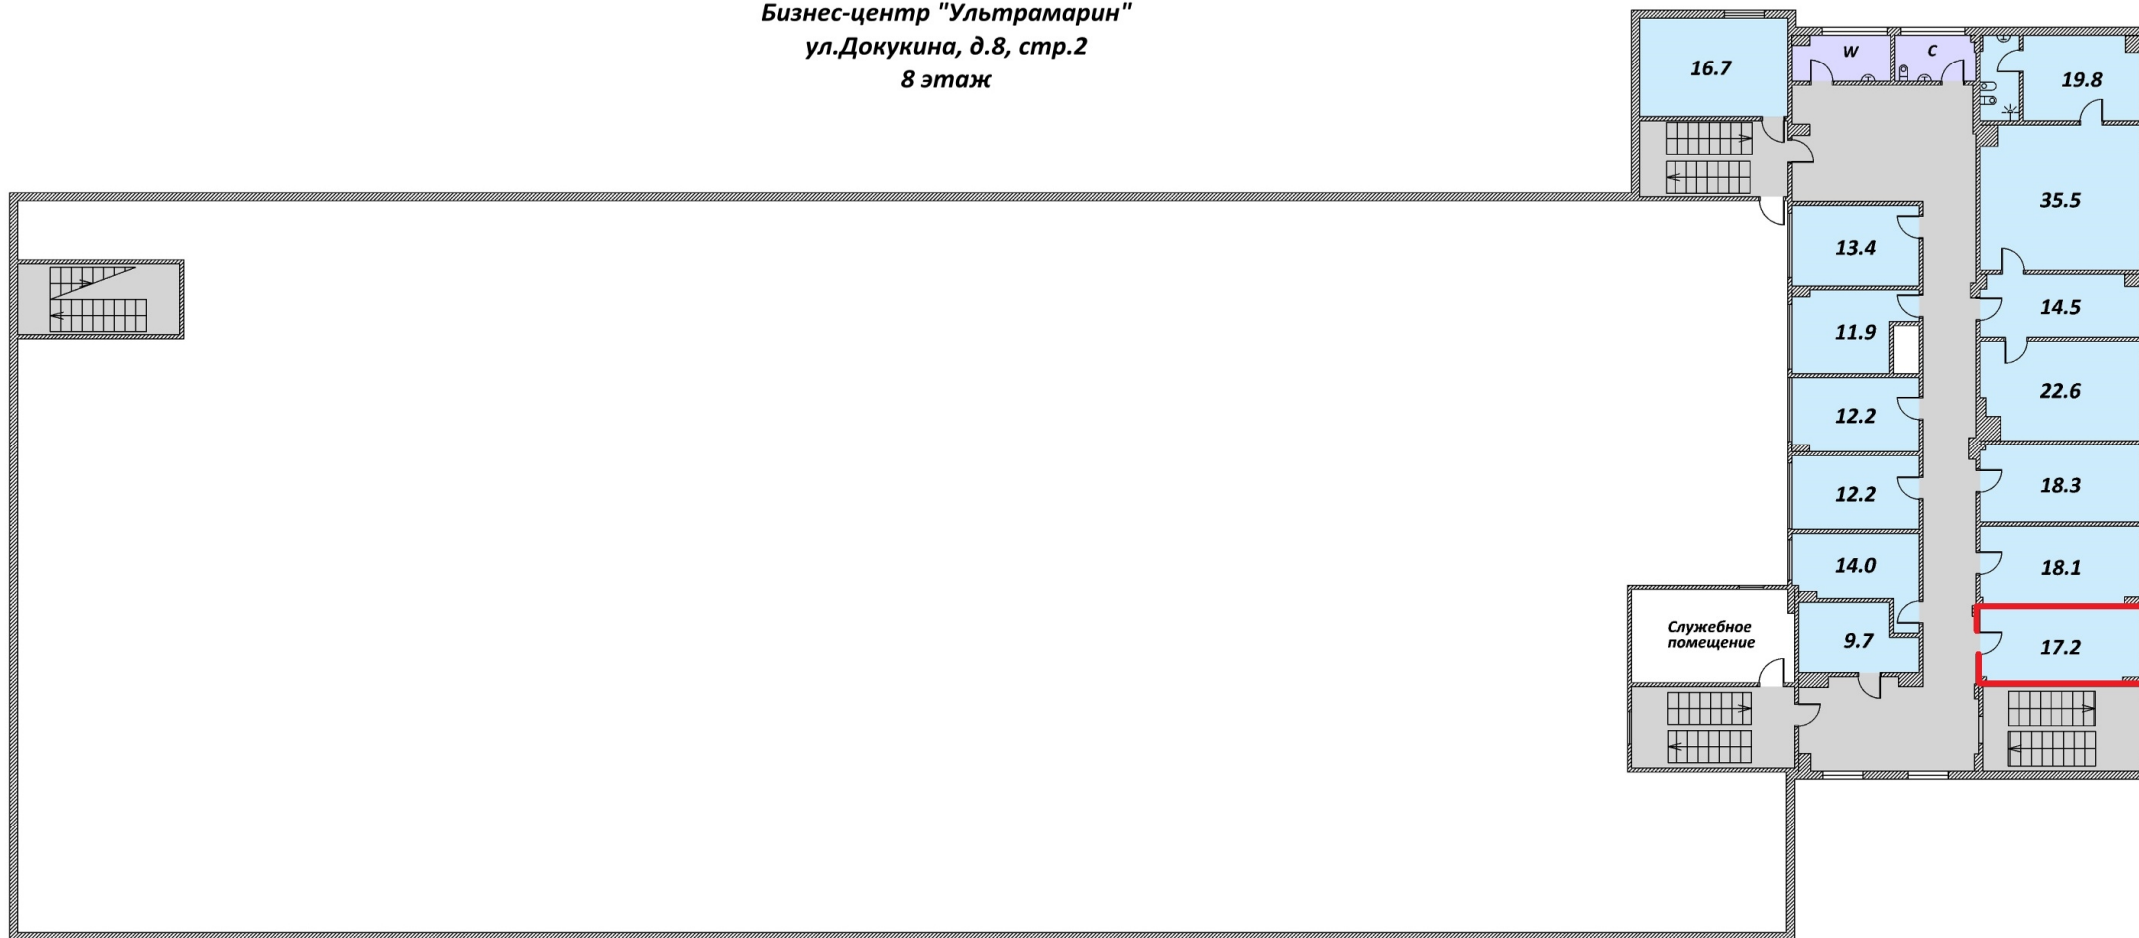 Бизнес-центр "Ультрамарин"
ул.Докукина, д.8, стр.2
8 этаж
16.7
W
C
19.8
35.5
13.4
14.5
11.9
22.6
12.2
18.3
12.2
14.0
18.1
Служебное
помещение
9.7
17.2